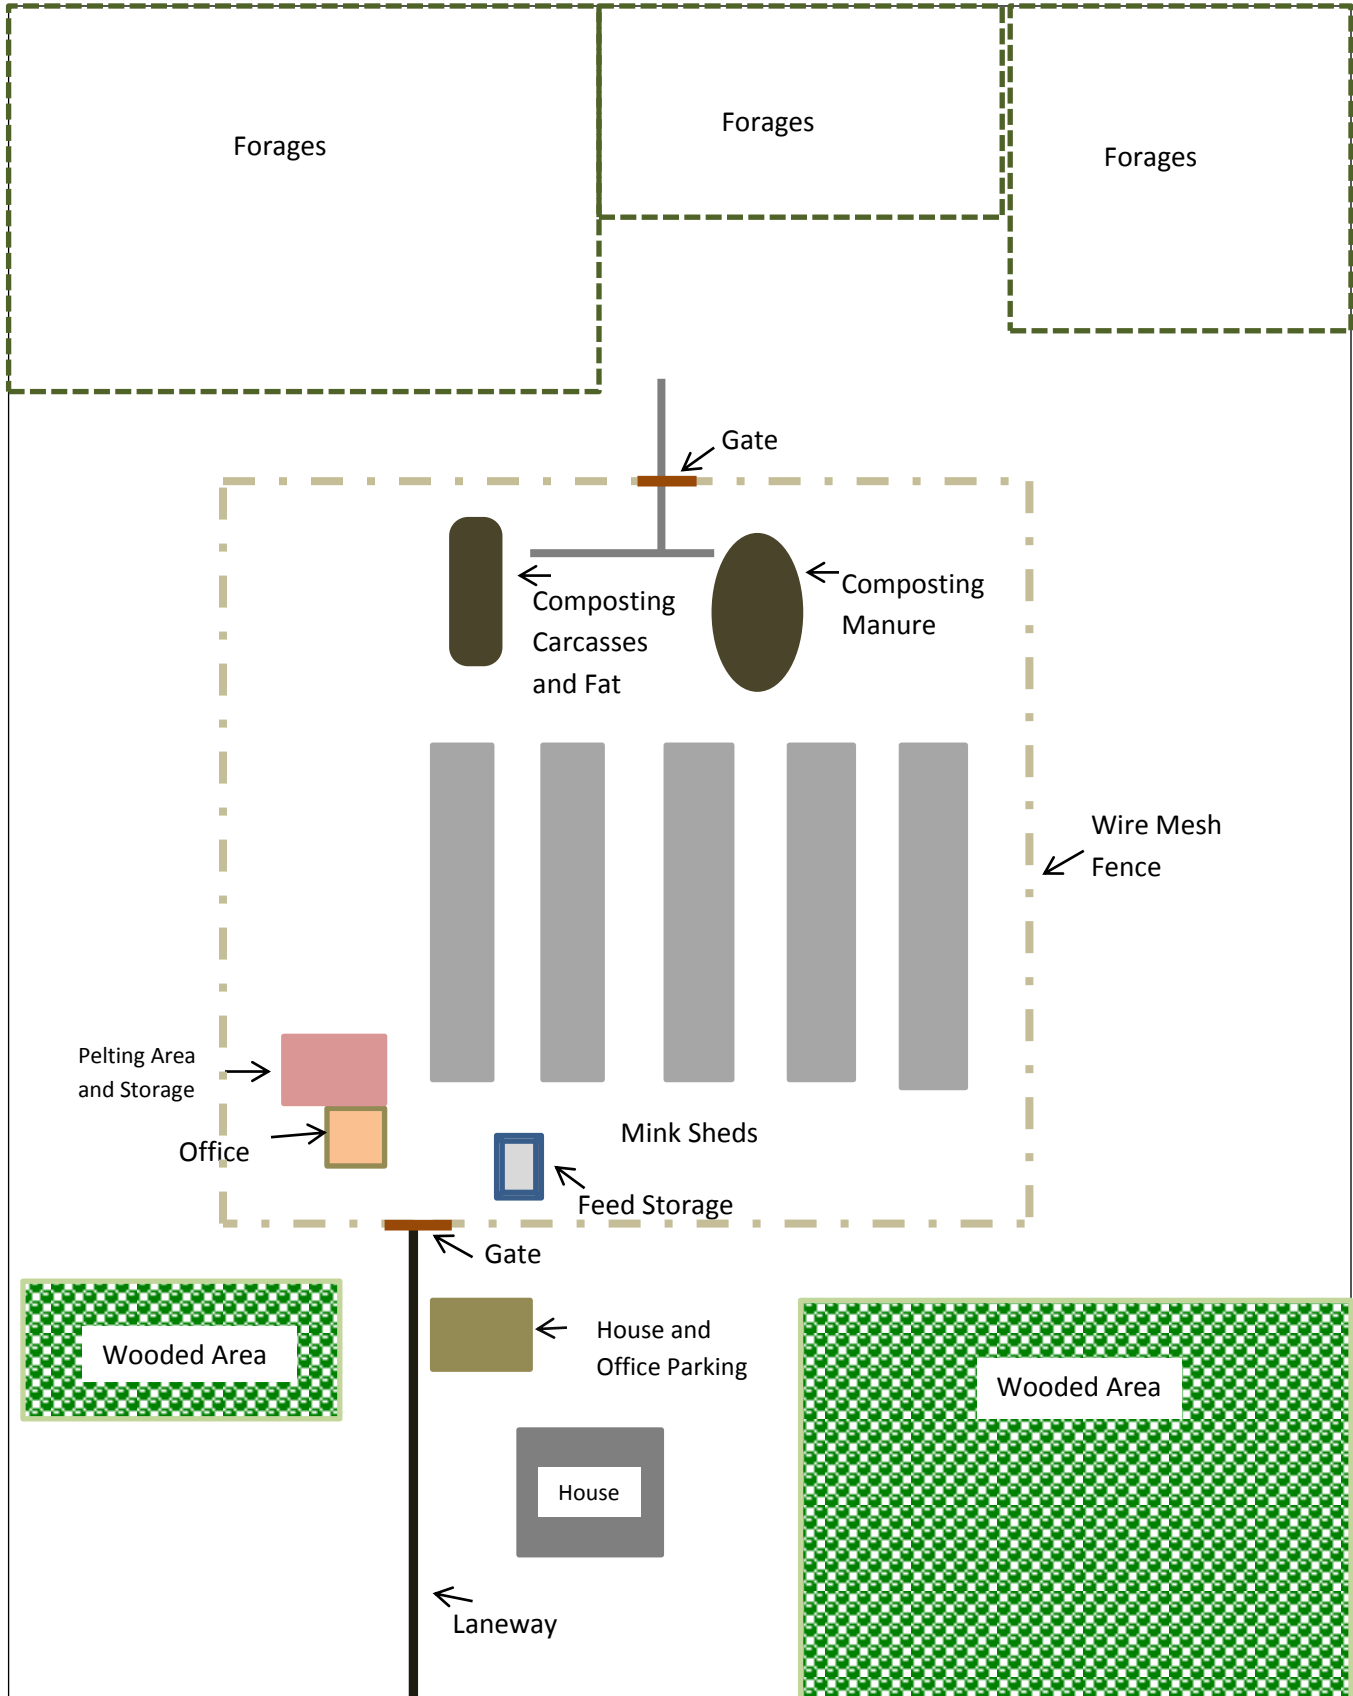 Forages
Forages
Forages
Gate
Composting
Manure
Composting
Carcasses
and Fat
Wire Mesh
Fence
Pelting Area
and Storage
Mink Sheds
Office
Feed Storage
Gate
House and
Office Parking
Wooded Area
Wooded Area
House
Laneway